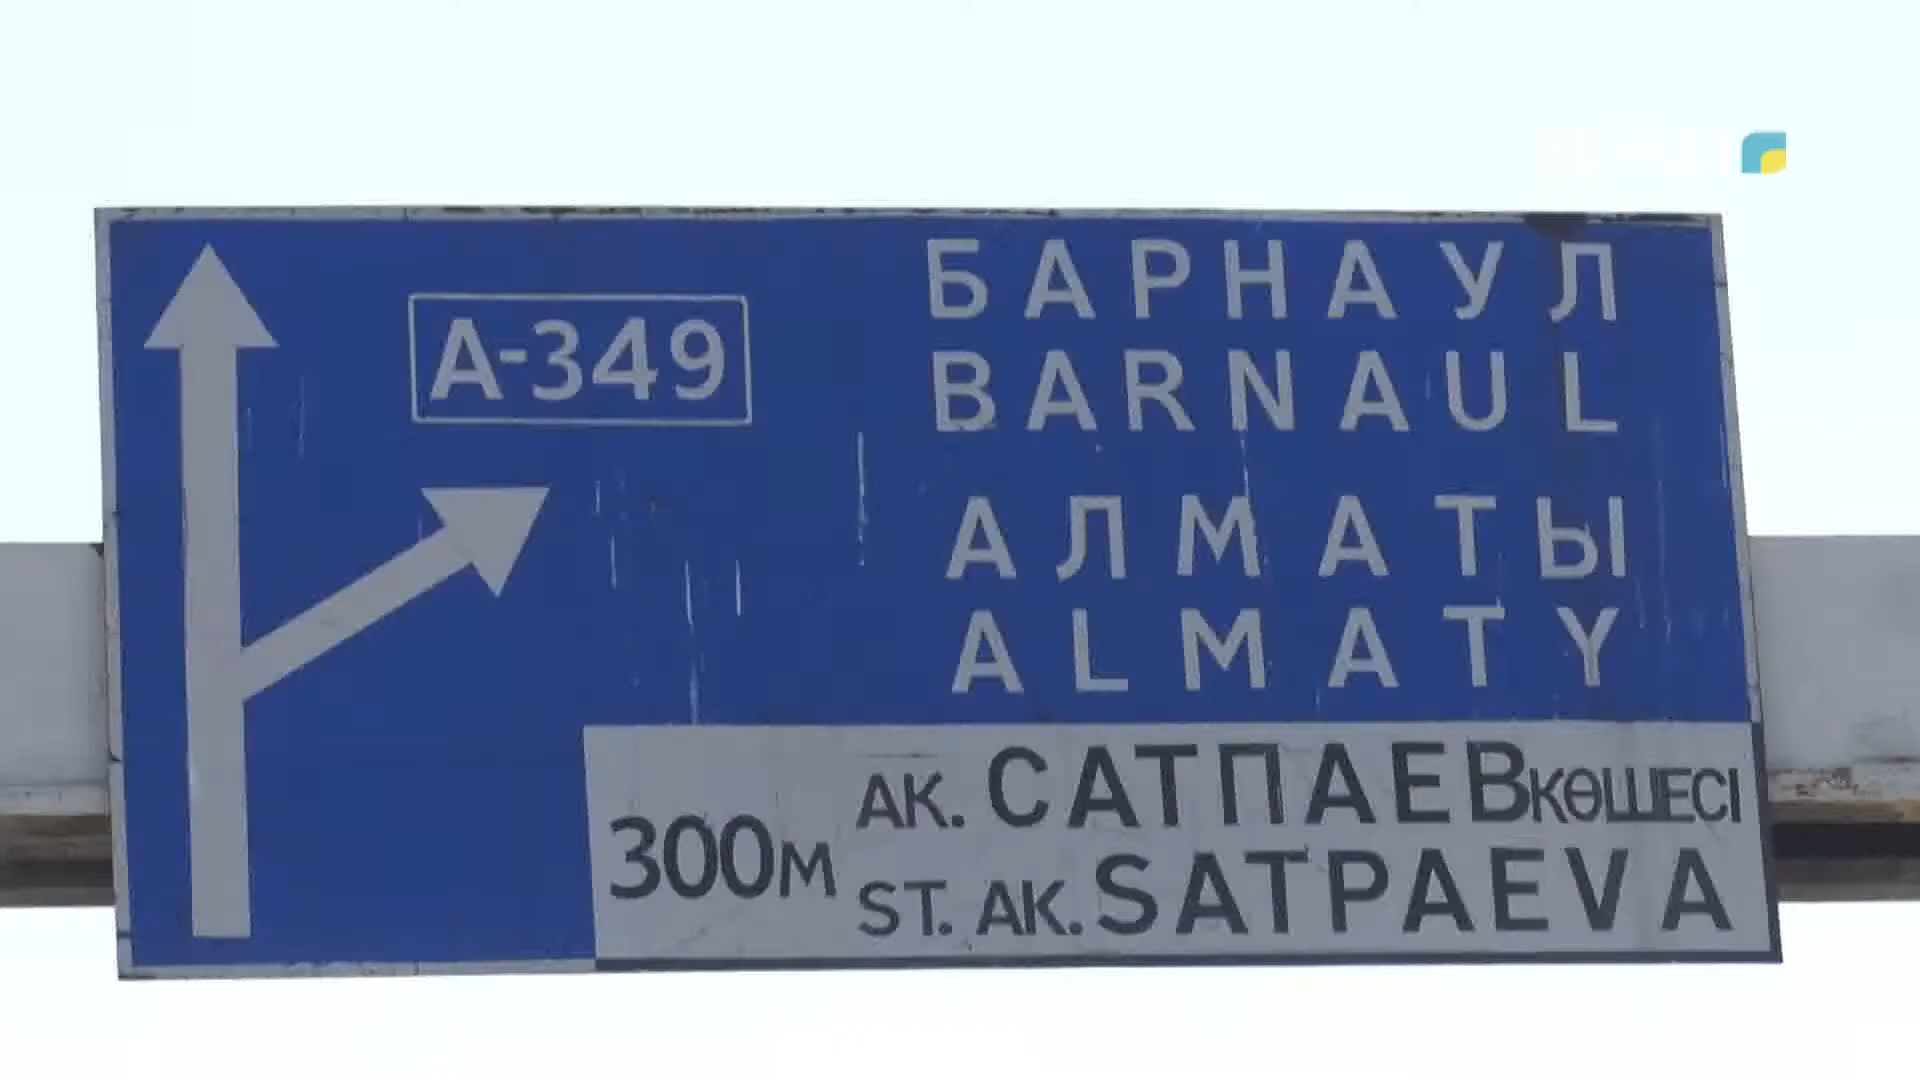 А-349
БАРНАУЛ
BARNAUL
АЛМАТЫ
ALMATY
300м
АК. САТПАЕВ КӨШЕСІ
ST. AK. SATPAEVA